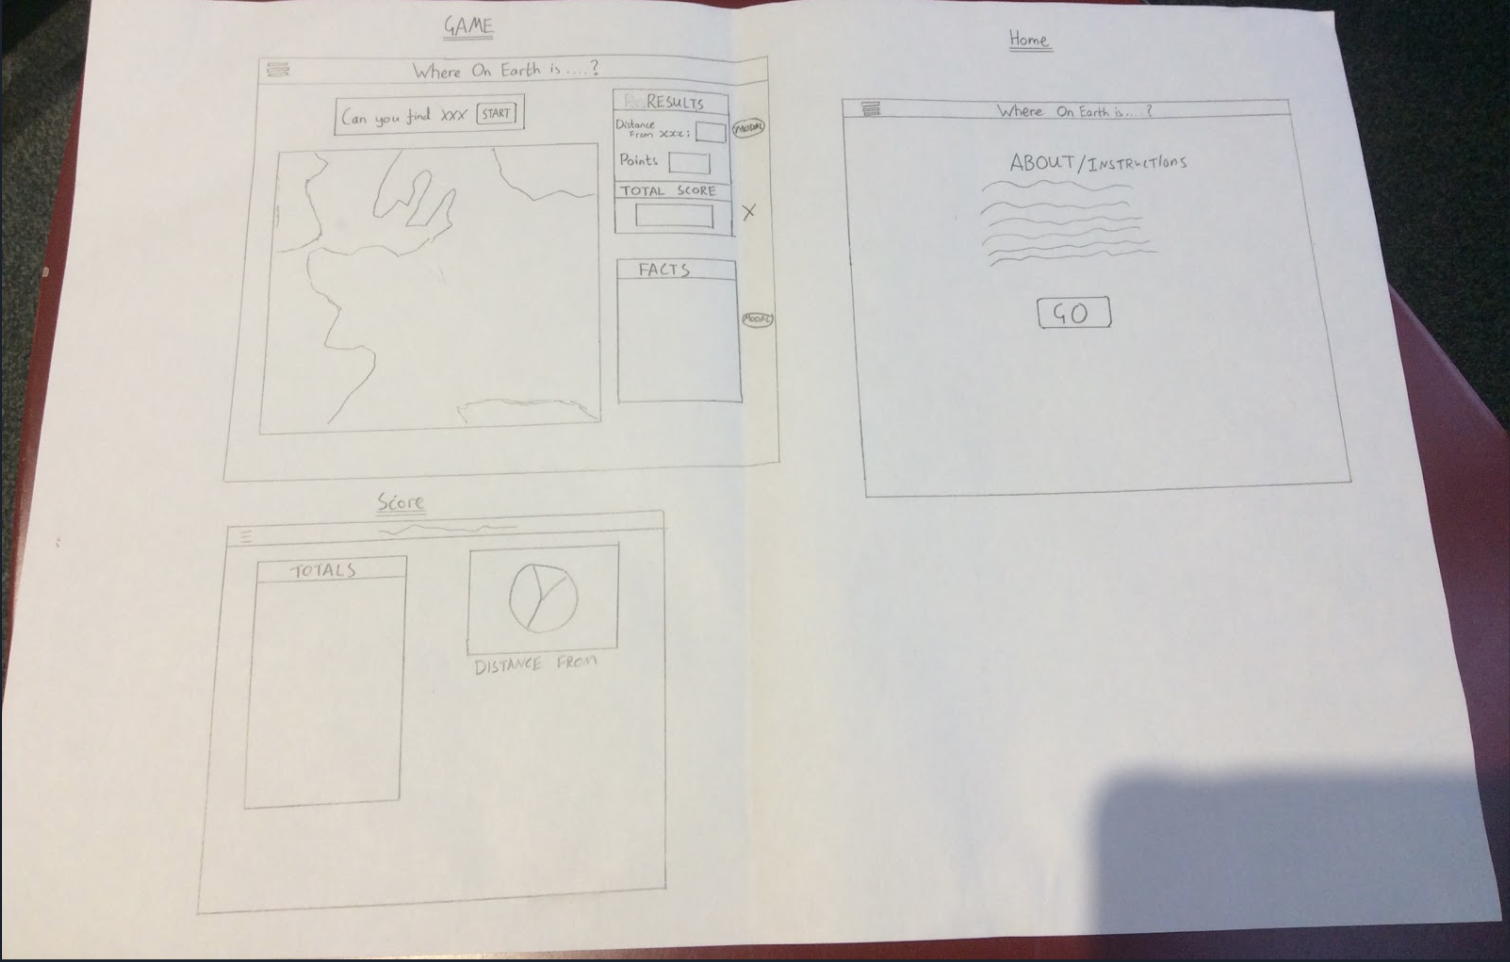 GAME
Where On Earth is....?
Can you find xxx START
RESULTS
Distance
From xxx:
MODAL
Points
TOTAL SCORE
X
FACTS
MODAL
Home
Where On Earth is....?
ABOUT/INSTRUCTIONS
GO
Score
TOTALS
DISTANCE FROM